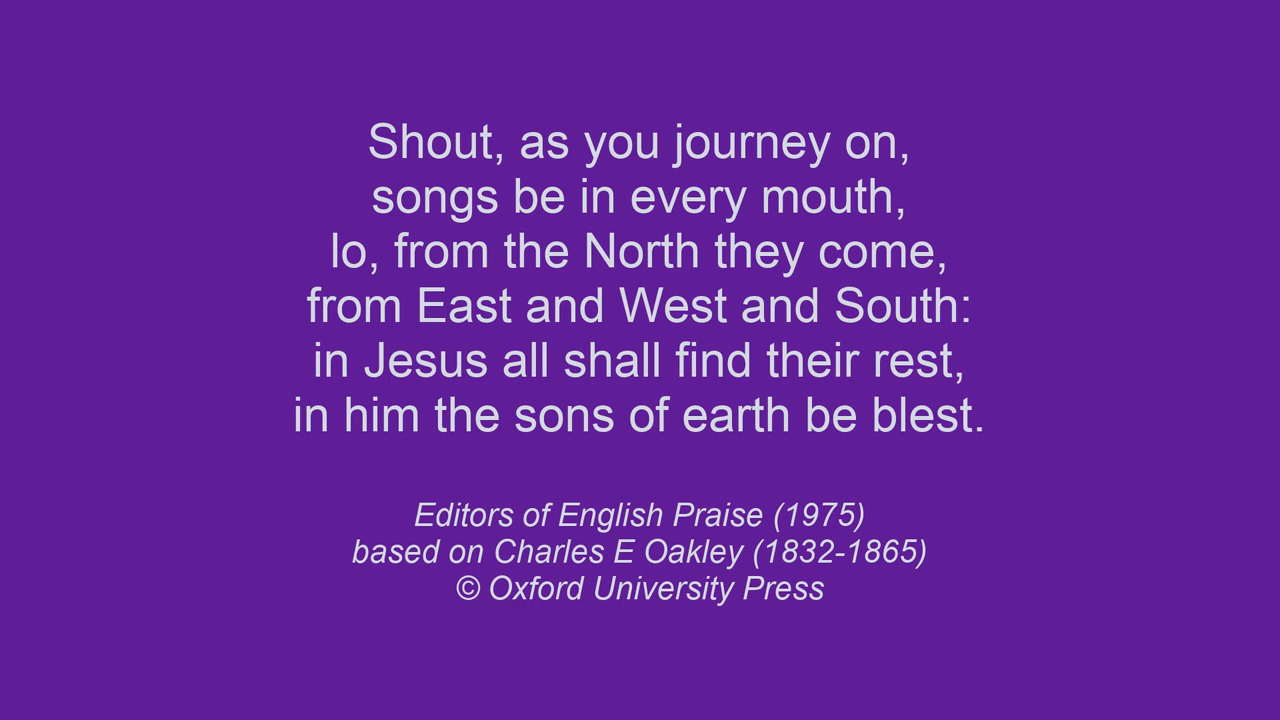 Shout, as you journey on,
songs be in every mouth,
lo, from the North they come,
from East and West and South:
in Jesus all shall find their rest,
in him the sons of earth be blest.
Editors of English Praise (1975)
based on Charles E Oakley (1832-1865)
© Oxford University Press